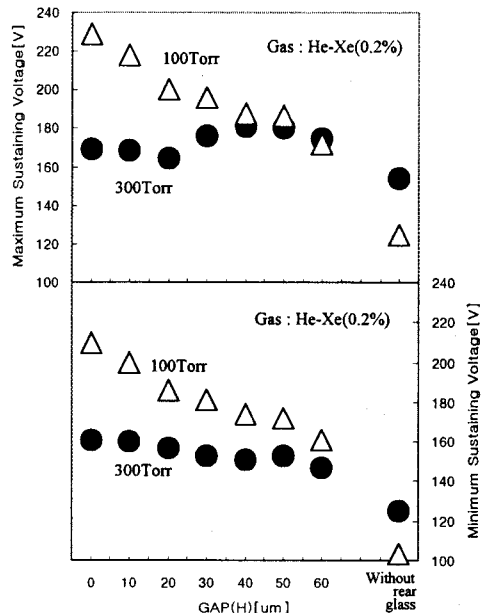 Maximum Sustaining Voltage[V]
240
220
200
180
160
140
120
100
Gas : He-Xe(0.2%)
100Torr
300Torr
Minimum Sustaining Voltage[V]
240
220
200
180
160
140
120
100
Gas : He-Xe(0.2%)
100Torr
300Torr
0 10 20 30 40 50 60
Without
rear
glass
GAP(H)[um]